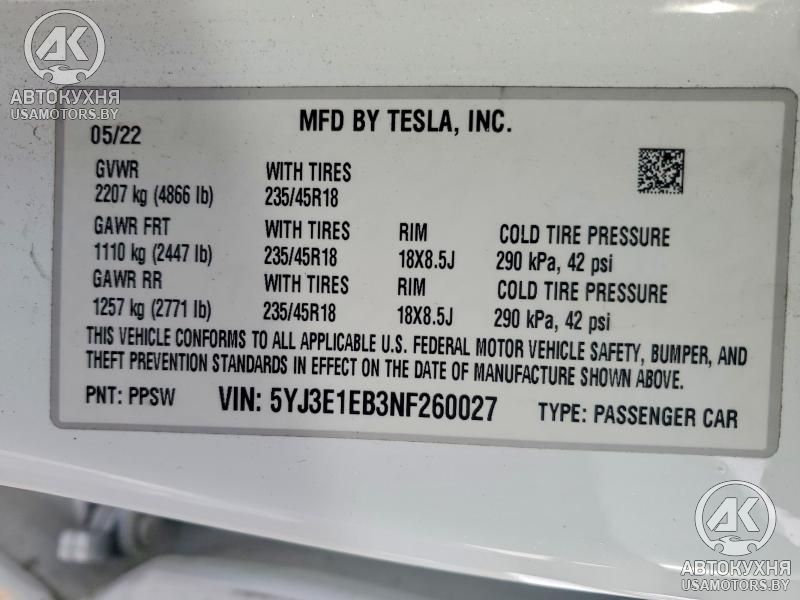 AK
АВТОКУХНЯ
USAMOTORS.BY
MFD BY TESLA, INC.
05/22
GVWR WITH TIRES
2207 kg (4866 lb) 235/45R18
GAWR FRT WITH TIRES RIM COLD TIRE PRESSURE
1110 kg (2447 lb) 235/45R18 18X8.5J 290 kPa, 42 psi
GAWR RR WITH TIRES RIM COLD TIRE PRESSURE
1257 kg (2771 lb) 235/45R18 18X8.5J 290 kPa, 42 psi
THIS VEHICLE CONFORMS TO ALL APPLICABLE U.S. FEDERAL MOTOR VEHICLE SAFETY, BUMPER, AND
THEFT PREVENTION STANDARDS IN EFFECT ON THE DATE OF MANUFACTURE SHOWN ABOVE.
PNT: PPSW VIN: 5YJ3E1EB3NF260027 TYPE: PASSENGER CAR
AK
АВТОКУХНЯ
USAMOTORS.BY